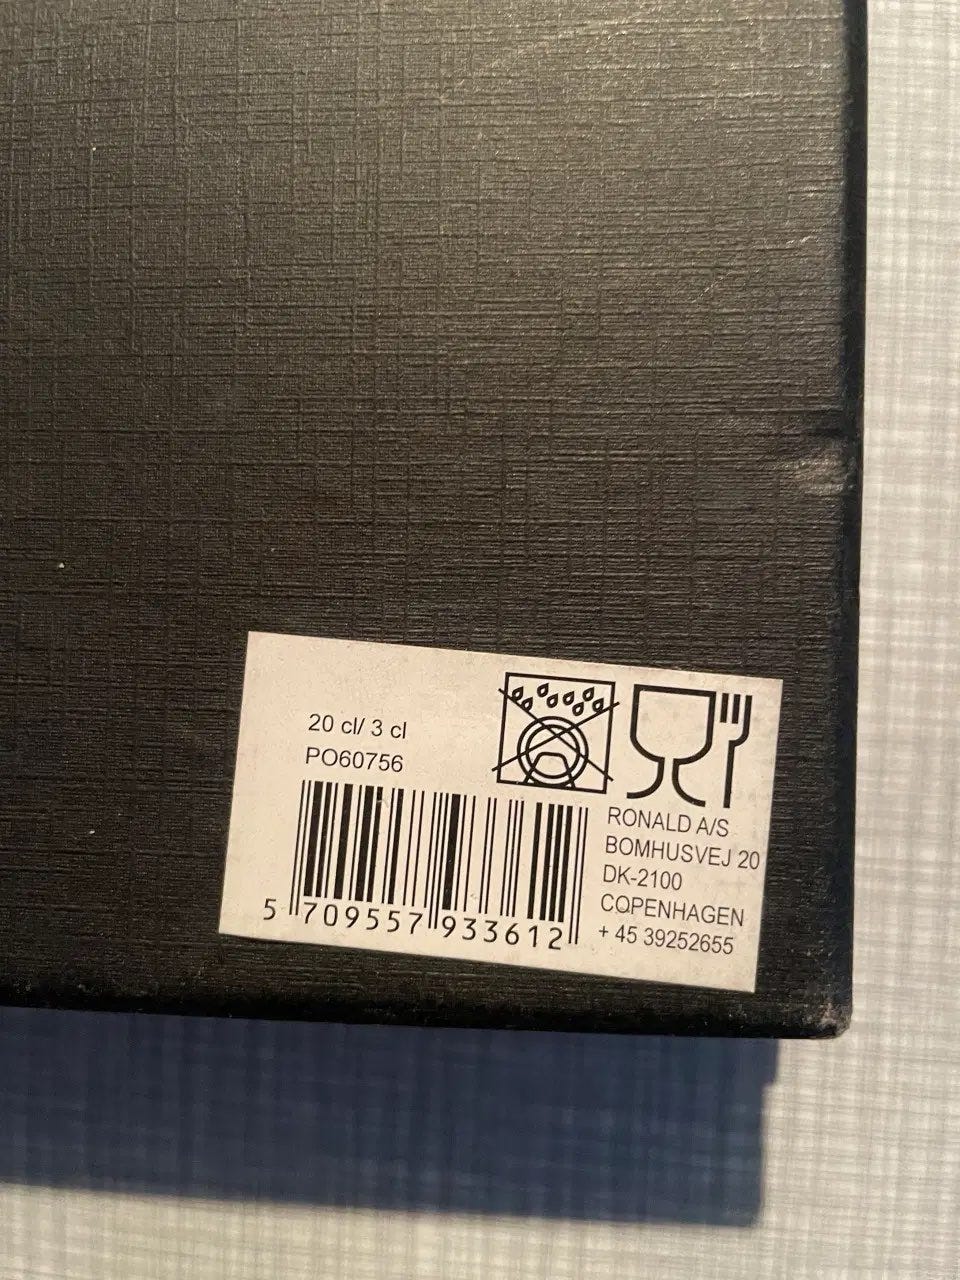 20 cl/ 3 cl
PO60756
5 709557 933612
RONALD A/S
BOMHUSVEJ 20
DK-2100
COPENHAGEN
+ 45 39252655